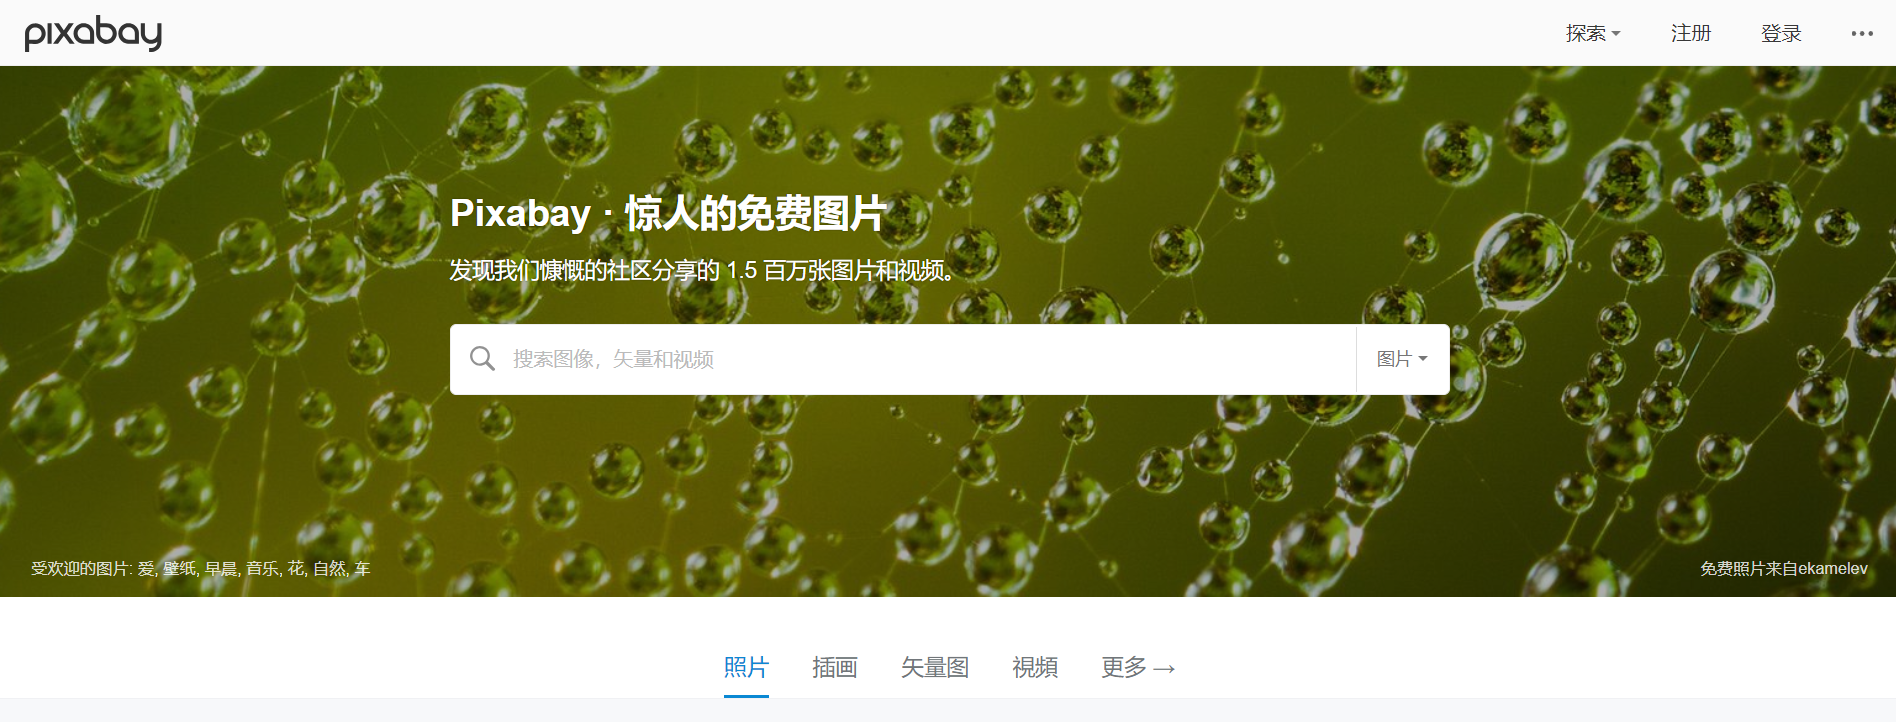 pixabay
探索 注册 登录
Pixabay · 惊人的免费图片
发现我们慷慨的社区分享的 1.5 百万张图片和视频。
搜索图像，矢量和视频 图片
受欢迎的图片: 爱, 壁纸, 早晨, 音乐, 花, 自然, 车
免费照片来自ekamelev
照片 插画 矢量图 視頻 更多 →